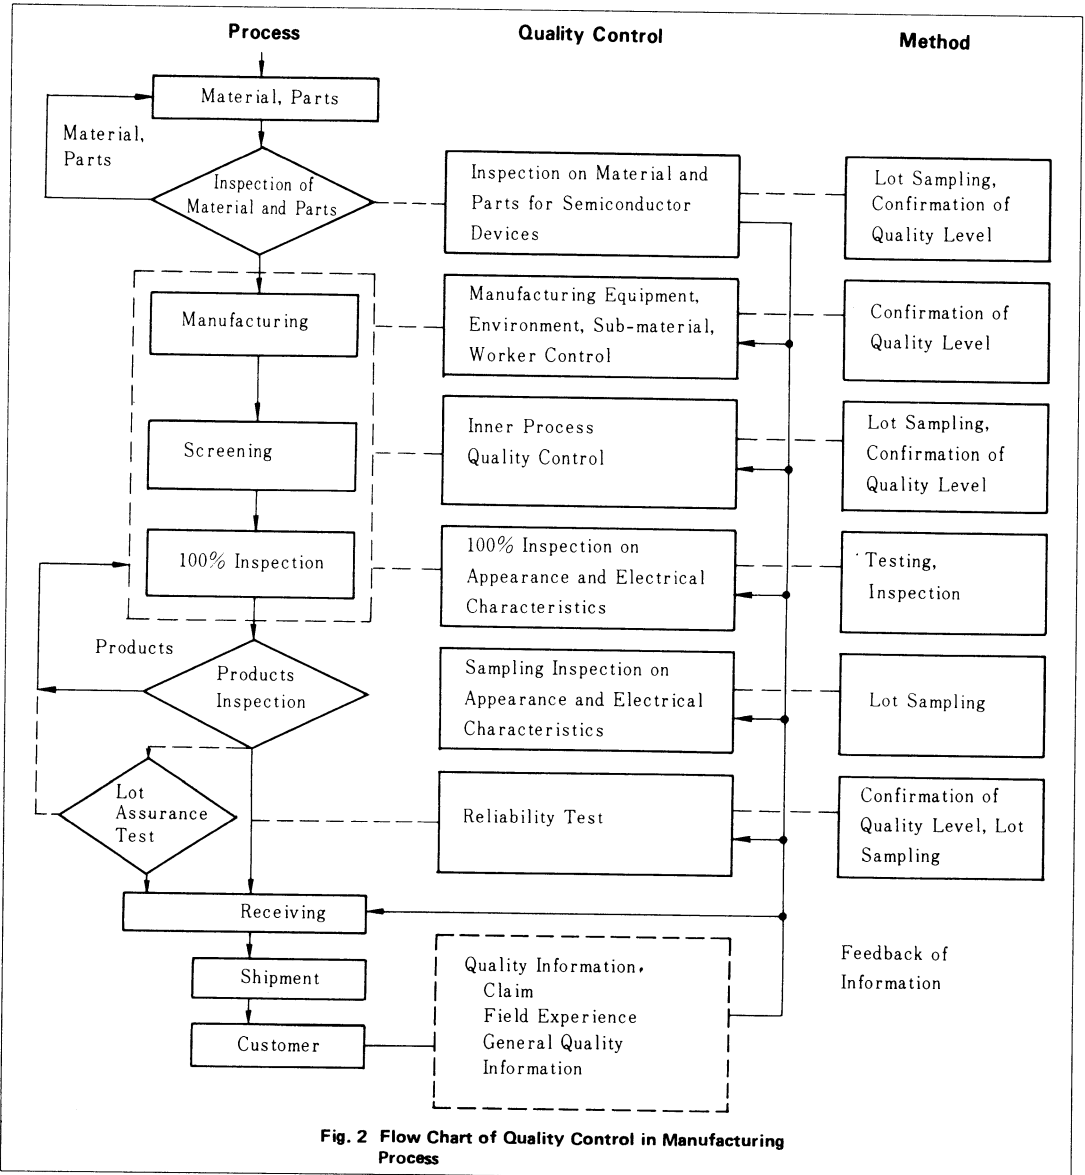 Process
Quality Control
Method
Material, Parts
Material,
Parts
Inspection of
Material and Parts
Inspection on Material and
Parts for Semiconductor
Devices
Lot Sampling,
Confirmation of
Quality Level
Manufacturing
Manufacturing Equipment,
Environment, Sub-material,
Worker Control
Confirmation of
Quality Level
Screening
Inner Process
Quality Control
Lot Sampling,
Confirmation of
Quality Level
100% Inspection
100% Inspection on
Appearance and Electrical
Characteristics
Testing,
Inspection
Products
Products
Inspection
Sampling Inspection on
Appearance and Electrical
Characteristics
Lot Sampling
Lot
Assurance
Test
Reliability Test
Confirmation of
Quality Level, Lot
Sampling
Receiving
Shipment
Customer
Quality Information,
Claim
Field Experience
General Quality
Information
Feedback of
Information
Fig. 2 Flow Chart of Quality Control in Manufacturing
Process